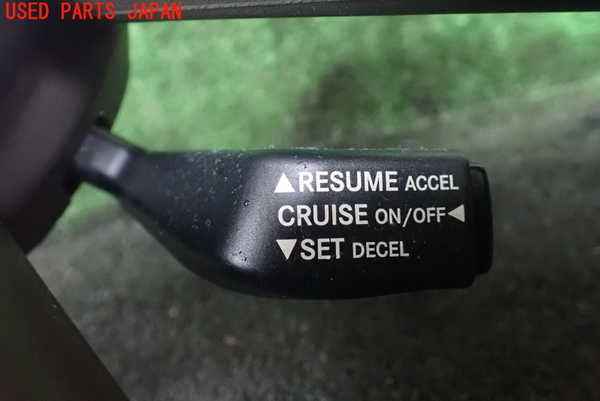 USED PARTS JAPAN
▲RESUME ACCEL
CRUISE ON/OFF◀
▼SET DECEL